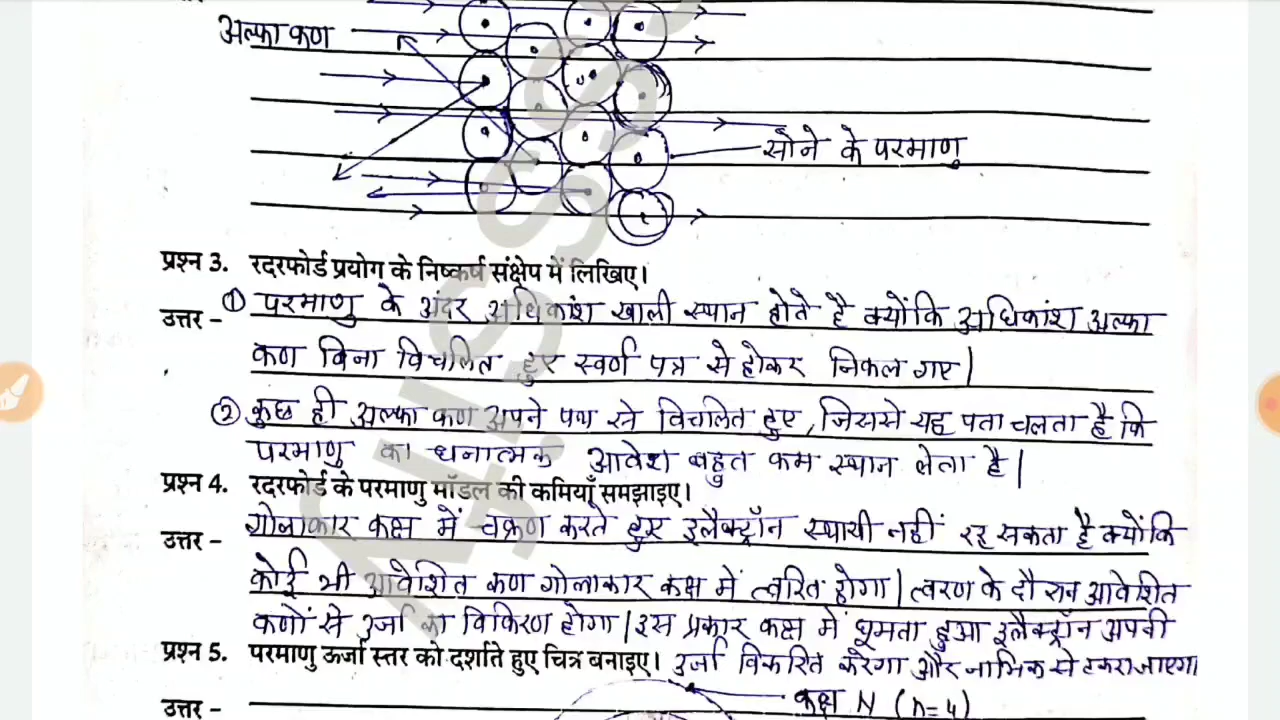 अल्फा कण
सोने के परमाणु
प्रश्न 3. रदरफोर्ड प्रयोग के निष्कर्ष संक्षेप में लिखिए।
उत्तर - ① परमाणु के अंदर अधिकांश खाली स्थान होते है क्योंकि अधिकांश अल्फा
कण बिना विचलित हुए स्वर्ण पत्र से होकर निकल गए।
② कुछ ही अल्फा कण अपने पथ से विचलित हुए, जिससे यह पता चलता है कि
परमाणु का धनात्मक आवेश बहुत कम स्थान लेता है।
प्रश्न 4. रदरफोर्ड के परमाणु मॉडल की कमियाँ समझाइए।
उत्तर - गोलाकार कक्ष में चक्रण करते हुए इलैक्ट्रॉन स्थायी नहीं रह सकता है क्योंकि
कोई भी आवेशित कण गोलाकार कक्ष में त्वरित होगा। त्वरण के दौरान आवेशित
कणों से उर्जा का विकिरण होगा। इस प्रकार कक्ष में घूमता हुआ इलैक्ट्रॉन अपनी
उर्जा विकरित करेगा और नाभिक से टकरा जाएगा
प्रश्न 5. परमाणु ऊर्जा स्तर को दर्शाते हुए चित्र बनाइए।
उत्तर -
कक्ष N (n=4)